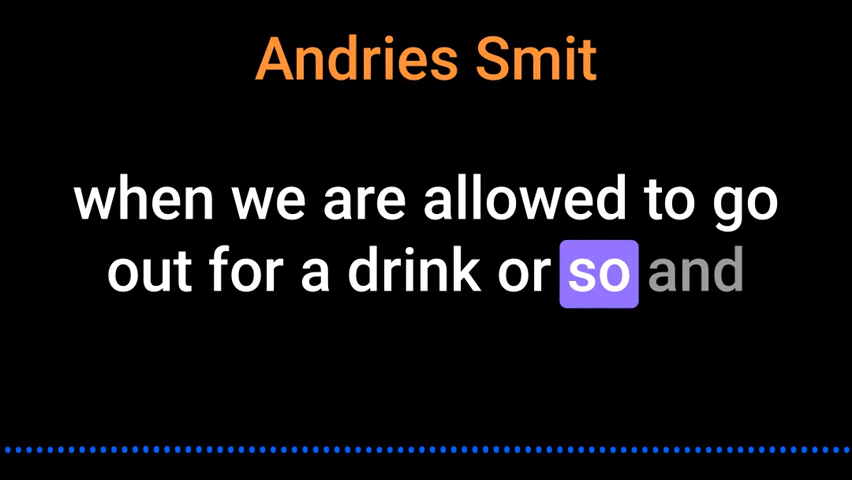 Andries Smit
when we are allowed to go
out for a drink or so and